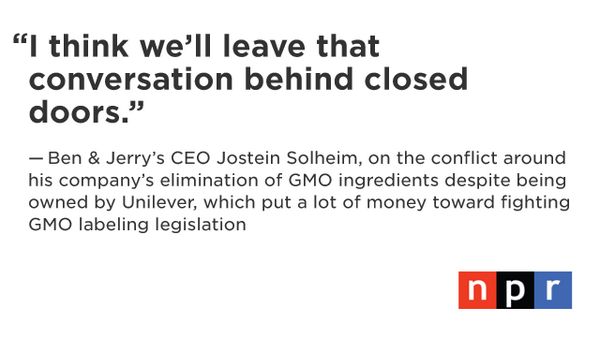 “I think we’ll leave that
conversation behind closed
doors.”
— Ben & Jerry’s CEO Jostein Solheim, on the conflict around
his company’s elimination of GMO ingredients despite being
owned by Unilever, which put a lot of money toward fighting
GMO labeling legislation
npr